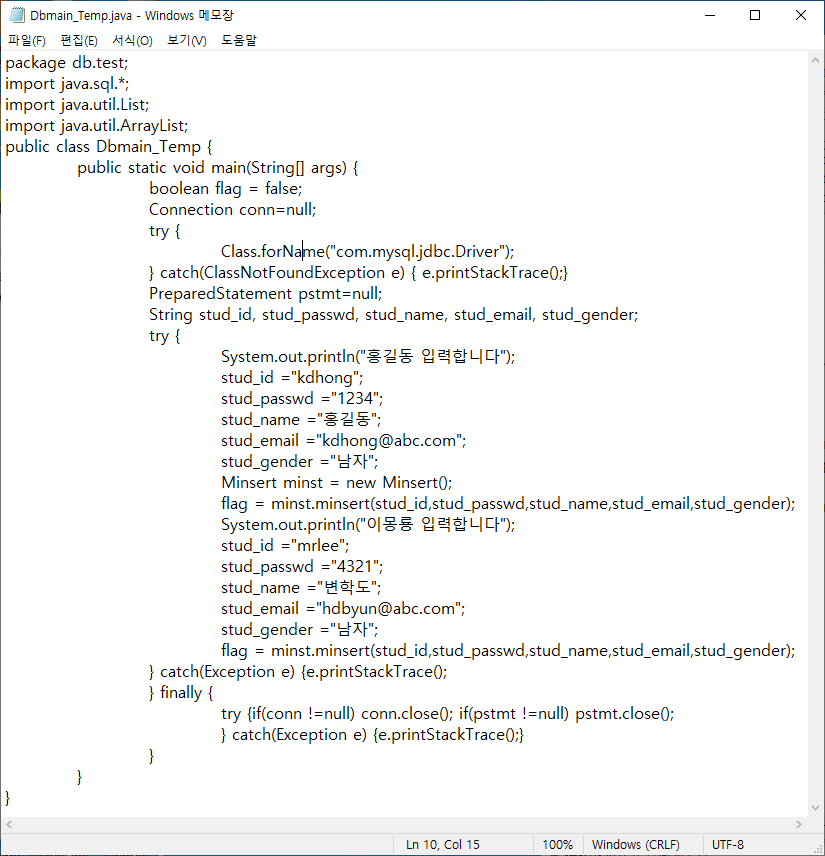 Dbmain_Temp.java - Windows 메모장
파일(F) 편집(E) 서식(O) 보기(V) 도움말
package db.test;
import java.sql.*;
import java.util.List;
import java.util.ArrayList;
public class Dbmain_Temp {
public static void main(String[] args) {
boolean flag = false;
Connection conn=null;
try {
Class.forName("com.mysql.jdbc.Driver");
} catch(ClassNotFoundException e) { e.printStackTrace();}
PreparedStatement pstmt=null;
String stud_id, stud_passwd, stud_name, stud_email, stud_gender;
try {
System.out.println("홍길동 입력합니다");
stud_id ="kdhong";
stud_passwd ="1234";
stud_name ="홍길동";
stud_email ="kdhong@abc.com";
stud_gender ="남자";
Minsert minst = new Minsert();
flag = minst.minsert(stud_id,stud_passwd,stud_name,stud_email,stud_gender);
System.out.println("이몽룡 입력합니다");
stud_id ="mrlee";
stud_passwd ="4321";
stud_name ="변학도";
stud_email ="hdbyun@abc.com";
stud_gender ="남자";
flag = minst.minsert(stud_id,stud_passwd,stud_name,stud_email,stud_gender);
} catch(Exception e) {e.printStackTrace();
} finally {
try {if(conn !=null) conn.close(); if(pstmt !=null) pstmt.close();
} catch(Exception e) {e.printStackTrace();}
}
}
}
Ln 10, Col 15 100% Windows (CRLF) UTF-8